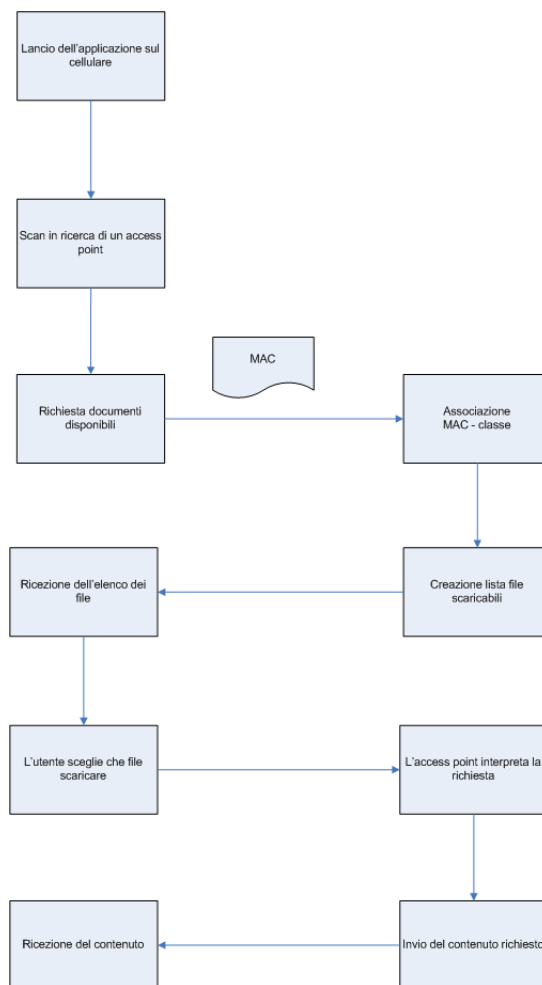 Lancio dell'applicazione sul
cellulare
Scan in ricerca di un access
point
MAC
Richiesta documenti
disponibili
Associazione
MAC - classe
Ricezione dell'elenco dei
file
Creazione lista file
scaricabili
L'utente sceglie che file
scaricare
L'access point interpreta la
richiesta
Ricezione del contenuto
Invio del contenuto richiesto